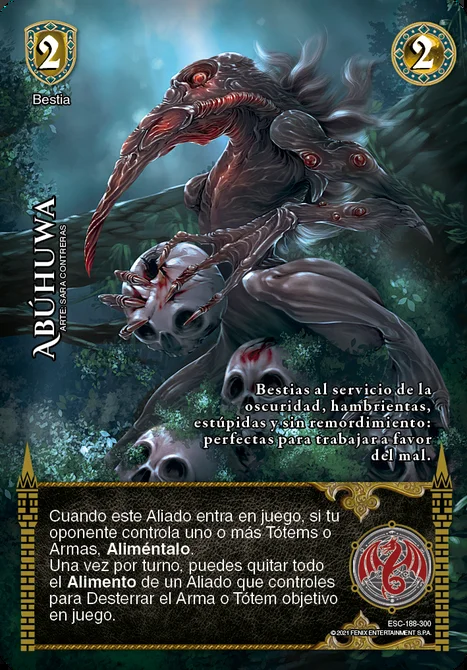 2
2
Bestia
ABÚHUWA
ARTE: SARA CONTRERAS
Bestias al servicio de la
oscuridad, hambrientas,
estúpidas y sin remordimiento:
perfectas para trabajar a favor
del mal.
Cuando este Aliado entra en juego, si tu
oponente controla uno o más Tótems o
Armas, Aliméntalo.
Una vez por turno, puedes quitar todo
el Alimento de un Aliado que controles
para Desterrar el Arma o Tótem objetivo
en juego.
ESC-188-300
©2021 FENIX ENTERTAINMENT S.P.A.